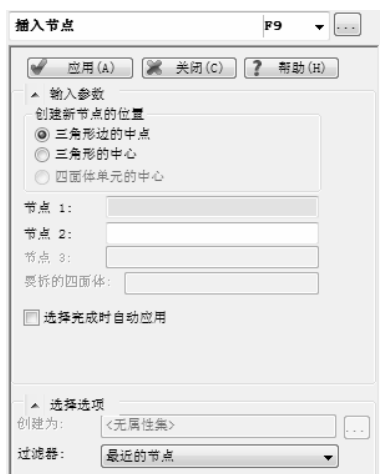 插入节点 F9 ...
应用(A) 关闭(C) ? 帮助(H)
输入参数
创建新节点的位置
三角形边的中点
三角形的中心
四面体单元的中心
节点 1:
节点 2:
节点 3:
要拆的四面体:
选择完成时自动应用
选择选项
创建为: <无属性集> ...
过滤器: 最近的节点